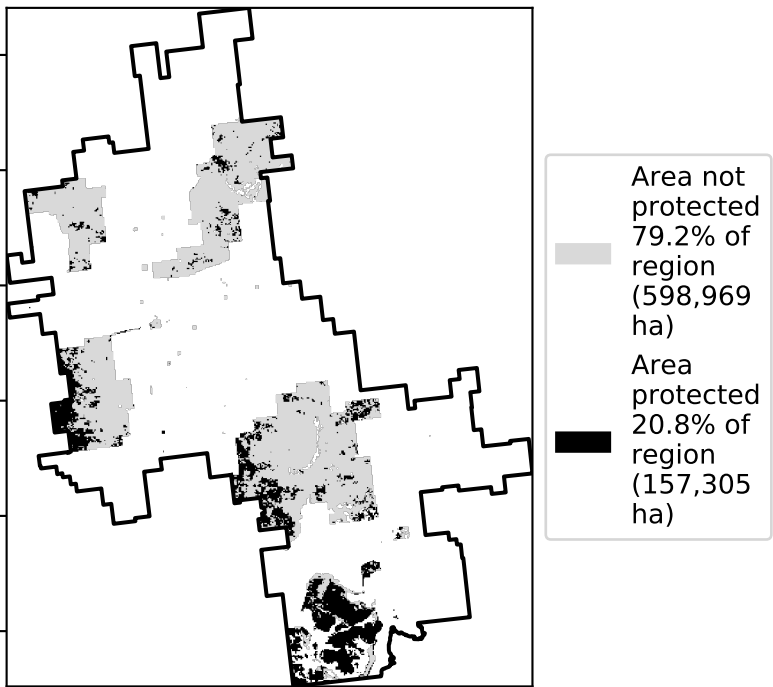 Area not
protected
79.2% of
region
(598,969
ha)
Area
protected
20.8% of
region
(157,305
ha)